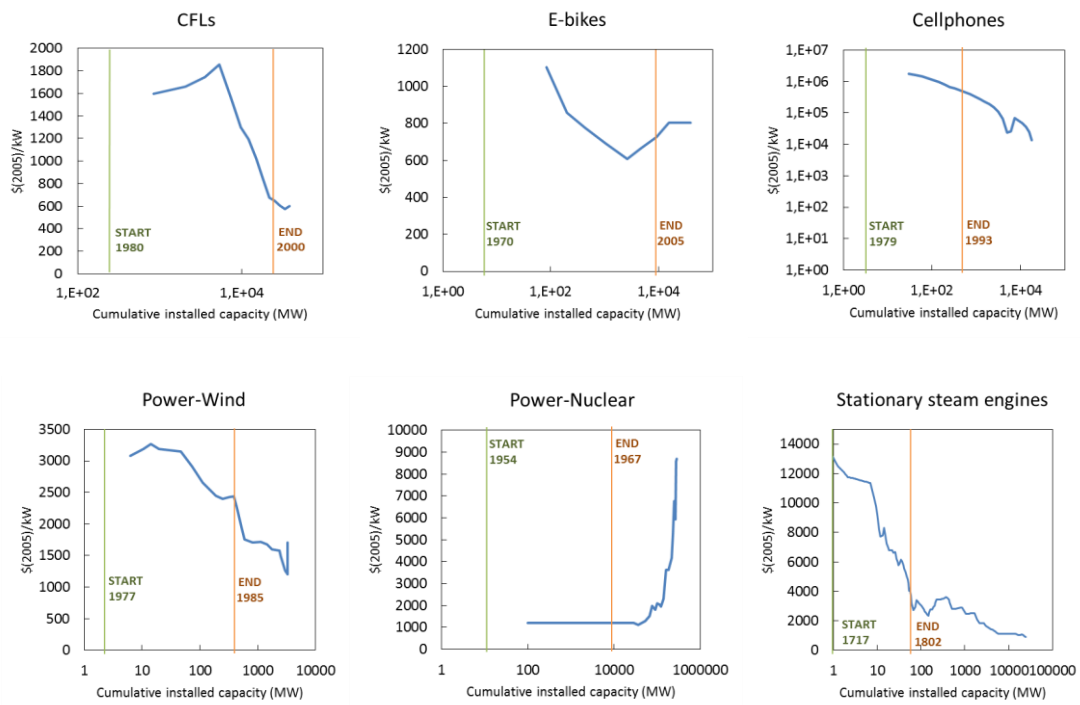 CFLs
2000
1800
1600
1400
1200
1000
800
600
400
200
0
$(2005)/kW
START
1980
END
2000
1,E+02
1,E+04
Cumulative installed capacity (MW)
E-bikes
1200
1000
800
600
400
200
0
$(2005)/kW
START
1970
END
2005
1,E+00
1,E+02
1,E+04
Cumulative installed capacity (MW)
Cellphones
1,E+07
1,E+06
1,E+05
1,E+04
1,E+03
1,E+02
1,E+01
1,E+00
$(2005)/kW
START
1979
END
1993
1,E+00
1,E+02
1,E+04
Cumulative installed capacity (MW)
Power-Wind
3500
3000
2500
2000
1500
1000
500
0
$(2005)/kW
START
1977
END
1985
1
10
100
1000
10000
Cumulative installed capacity (MW)
Power-Nuclear
10000
9000
8000
7000
6000
5000
4000
3000
2000
1000
0
$(2005)/kW
START
1954
END
1967
1
100
10000
1000000
Cumulative installed capacity (MW)
Stationary steam engines
14000
12000
10000
8000
6000
4000
2000
0
$(2005)/kW
START
1717
END
1802
1
10
100
1000
10000
100000
Cumulative installed capacity (MW)